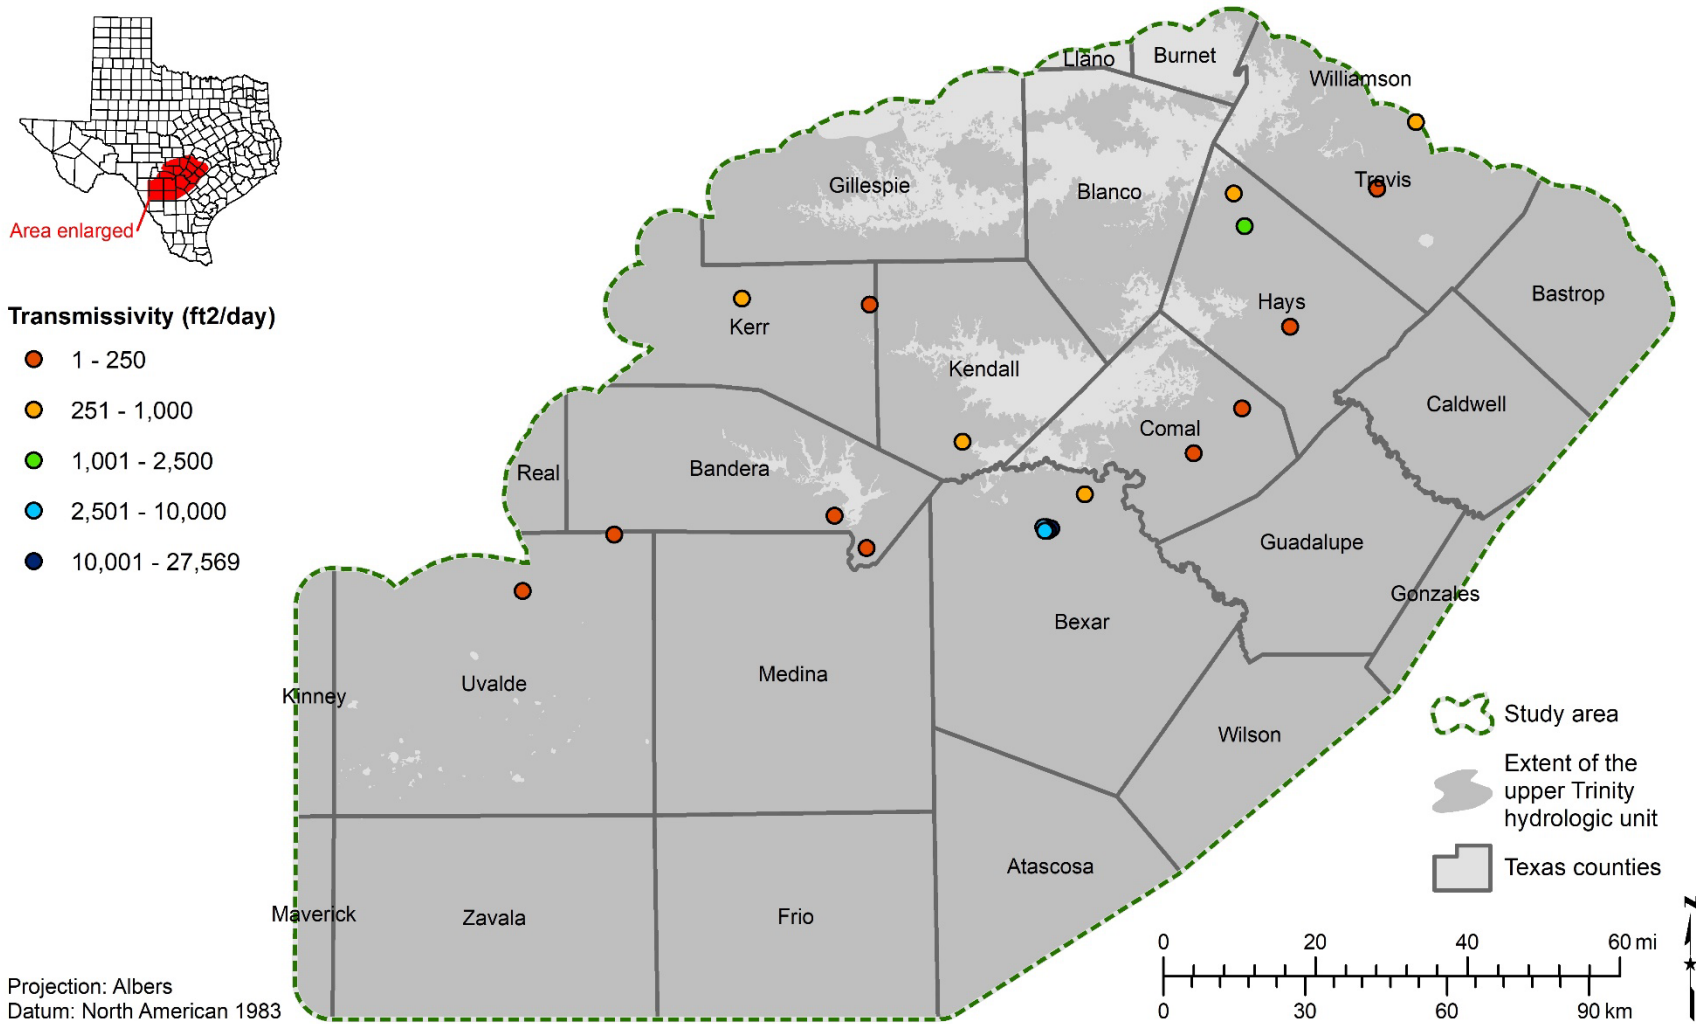 Area enlarged
Transmissivity (ft2/day)
1 - 250
251 - 1,000
1,001 - 2,500
2,501 - 10,000
10,001 - 27,569
Llano
Burnet
Williamson
Gillespie
Blanco
Travis
Kerr
Hays
Bastrop
Kendall
Caldwell
Comal
Real
Bandera
Guadalupe
Gonzales
Bexar
Kinney
Uvalde
Medina
Wilson
Atascosa
Maverick
Zavala
Frio
Study area
Extent of the
upper Trinity
hydrologic unit
Texas counties
0 20 40 60 mi
0 30 60 90 km
N
Projection: Albers
Datum: North American 1983